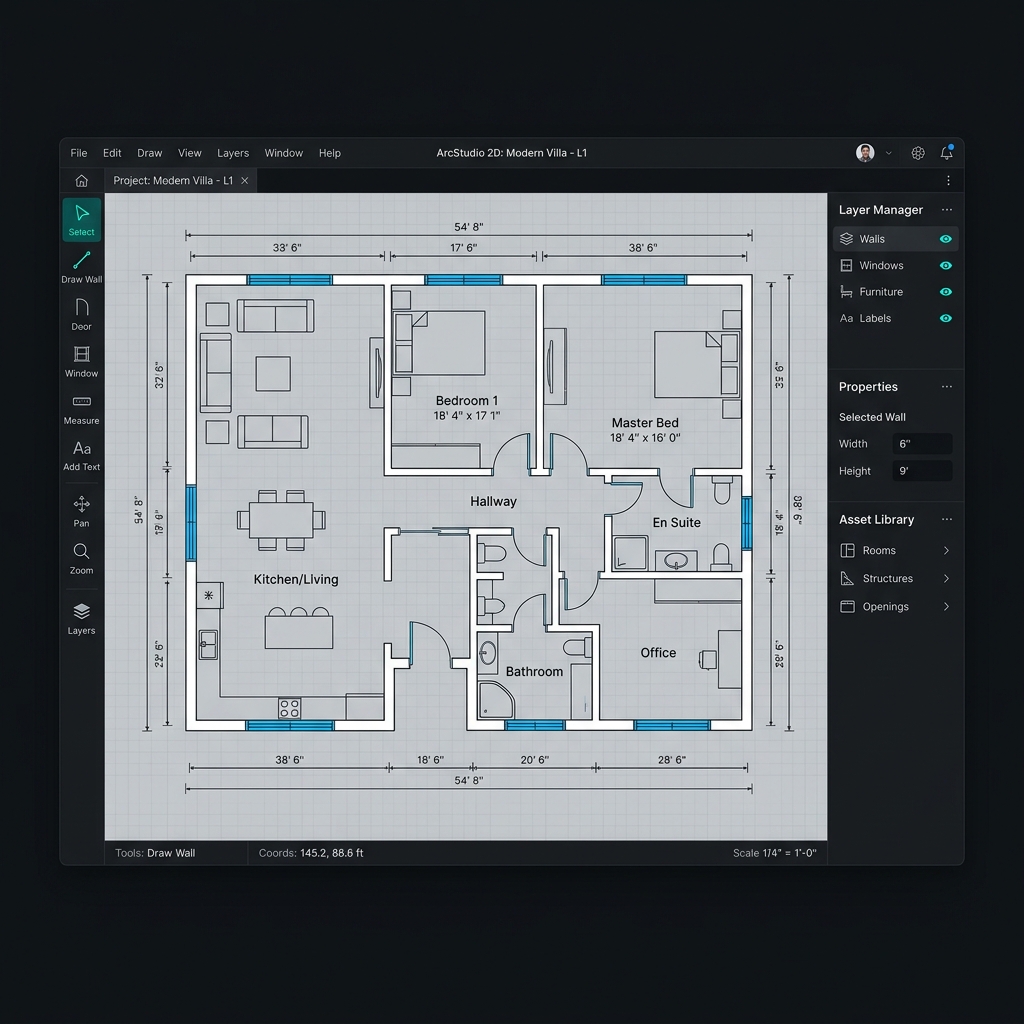 File Edit Draw View Layers Window Help
ArcStudio 2D: Modern Villa - L1
Project: Modern Villa - L1 ×
Select
Draw Wall
Deor
Window
Measure
Aa
Add Text
Pan
Zoom
Layers
54' 8"
33' 6" 17' 6" 38' 6"
32' 6"
Bedroom 1
18' 4" x 17 1"
Master Bed
18' 4" x 16' 0"
Hallway
En Suite
Kitchen/Living
Office
Bathroom
38' 6" 18' 6" 20' 6" 28' 6"
54' 8"
Layer Manager ...
Walls
Windows
Furniture
Aa Labels
Properties ...
Selected Wall
Width 6"
Height 9'
Asset Library ...
Rooms
Structures
Openings
Tools: Draw Wall
Coords: 145.2, 88.6 ft
Scale 1/4" = 1'-0"